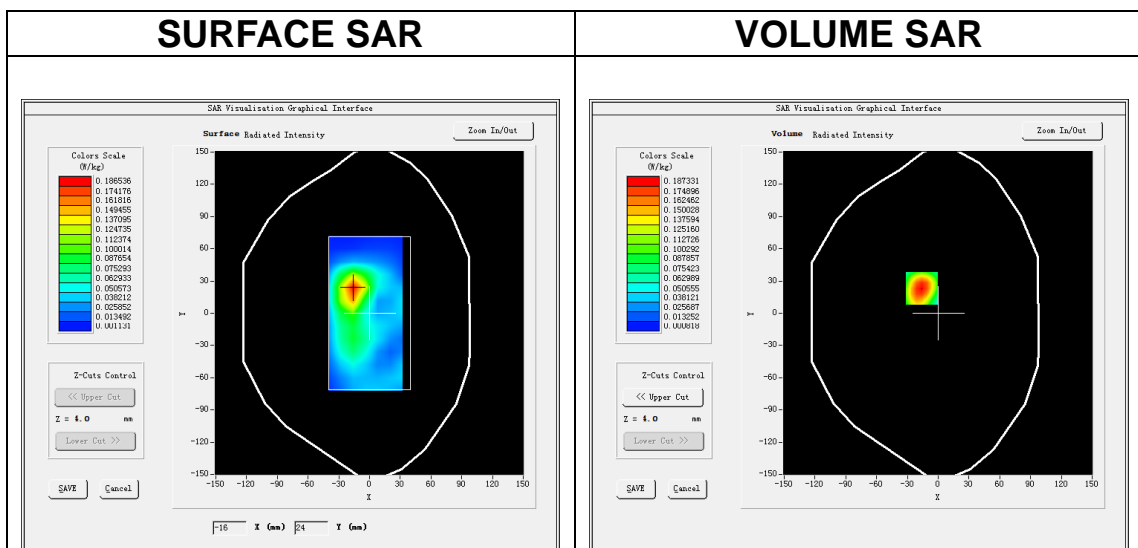 SURFACE SAR
VOLUME SAR
SAR Visualisation Graphical Interface
Surface Radiated Intensity
Zoom In/Out
Colors Scale
(W/kg)
0.186536
0.174176
0.161816
0.149455
0.137095
0.124735
0.112374
0.100014
0.087654
0.075293
0.062933
0.050573
0.038212
0.025852
0.013492
0.001131
150
120
90
60
30
0
-30
-60
-90
-120
-150
Y
-150 -120 -90 -60 -30 0 30 60 90 120 150
X
Z-Cuts Control
<< Upper Cut
Z = 4.0 mm
Lower Cut >>
SAVE Cancel
-16 X (mm) 24 Y (mm)
SAR Visualisation Graphical Interface
Volume Radiated Intensity
Zoom In/Out
Colors Scale
(W/kg)
0.187331
0.174896
0.162462
0.150028
0.137594
0.125160
0.112726
0.100292
0.087857
0.075423
0.062989
0.050555
0.038121
0.025687
0.013252
0.000818
150
120
90
60
30
0
-30
-60
-90
-120
-150
Y
-150 -120 -90 -60 -30 0 30 60 90 120 150
X
Z-Cuts Control
<< Upper Cut
Z = 4.0 mm
Lower Cut >>
SAVE Cancel